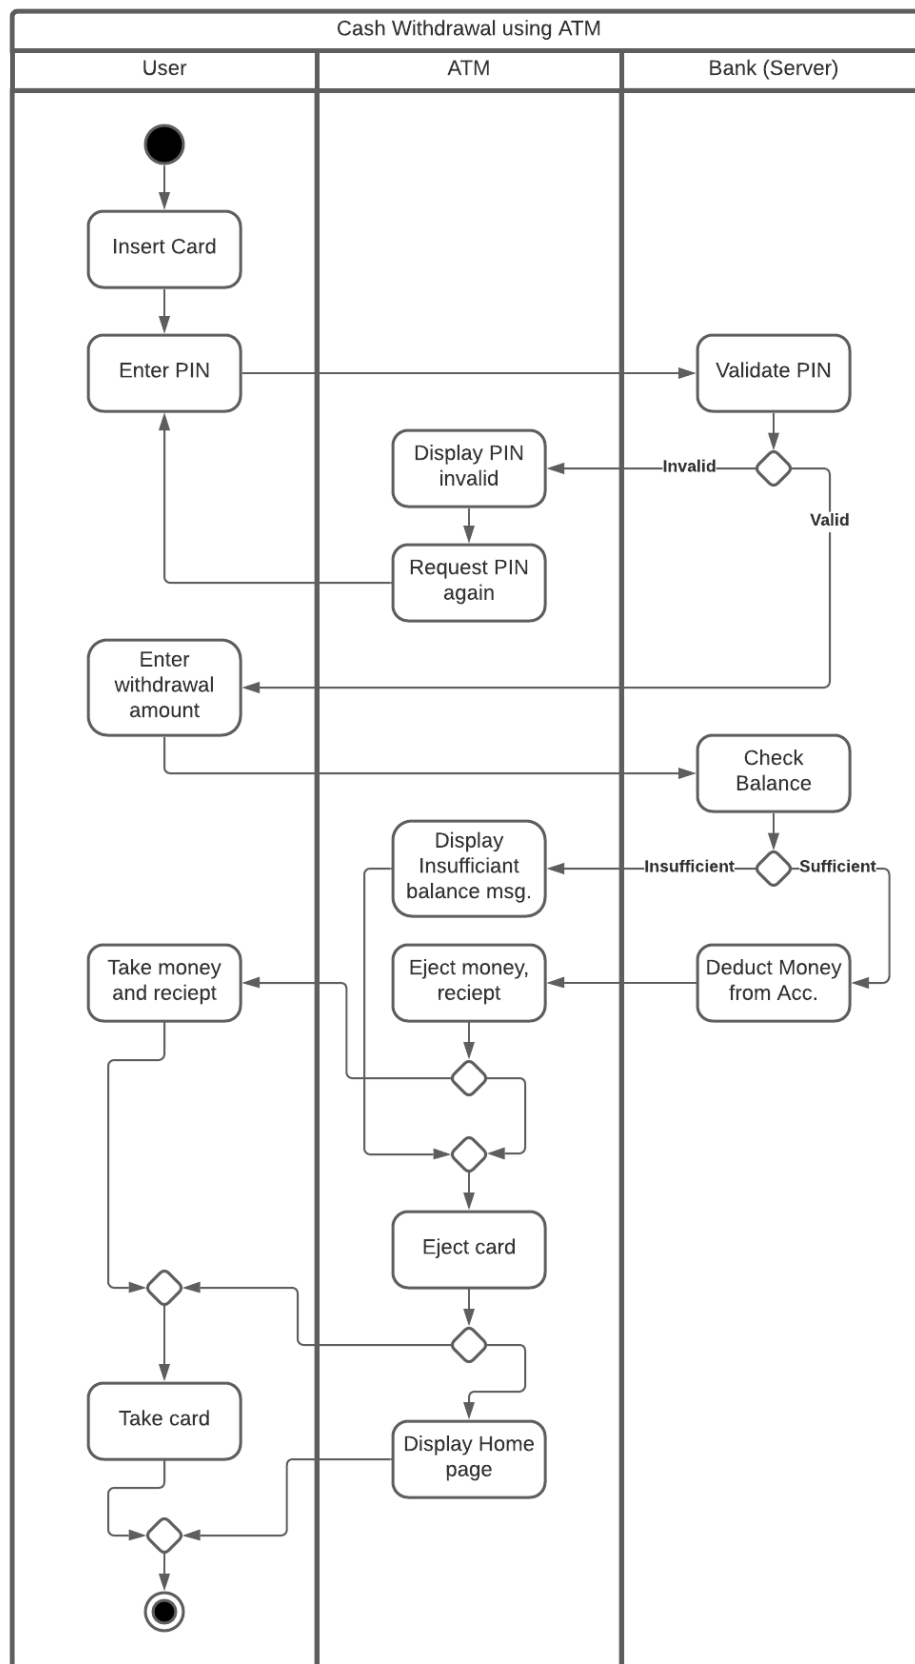 Cash Withdrawal using ATM
User
ATM
Bank (Server)
Insert Card
Enter PIN
Validate PIN
Display PIN
invalid
Invalid
Valid
Request PIN
again
Enter
withdrawal
amount
Check
Balance
Display
Insufficiant
balance msg.
Insufficient
Sufficient
Take money
and reciept
Eject money,
reciept
Deduct Money
from Acc.
Eject card
Take card
Display Home
page